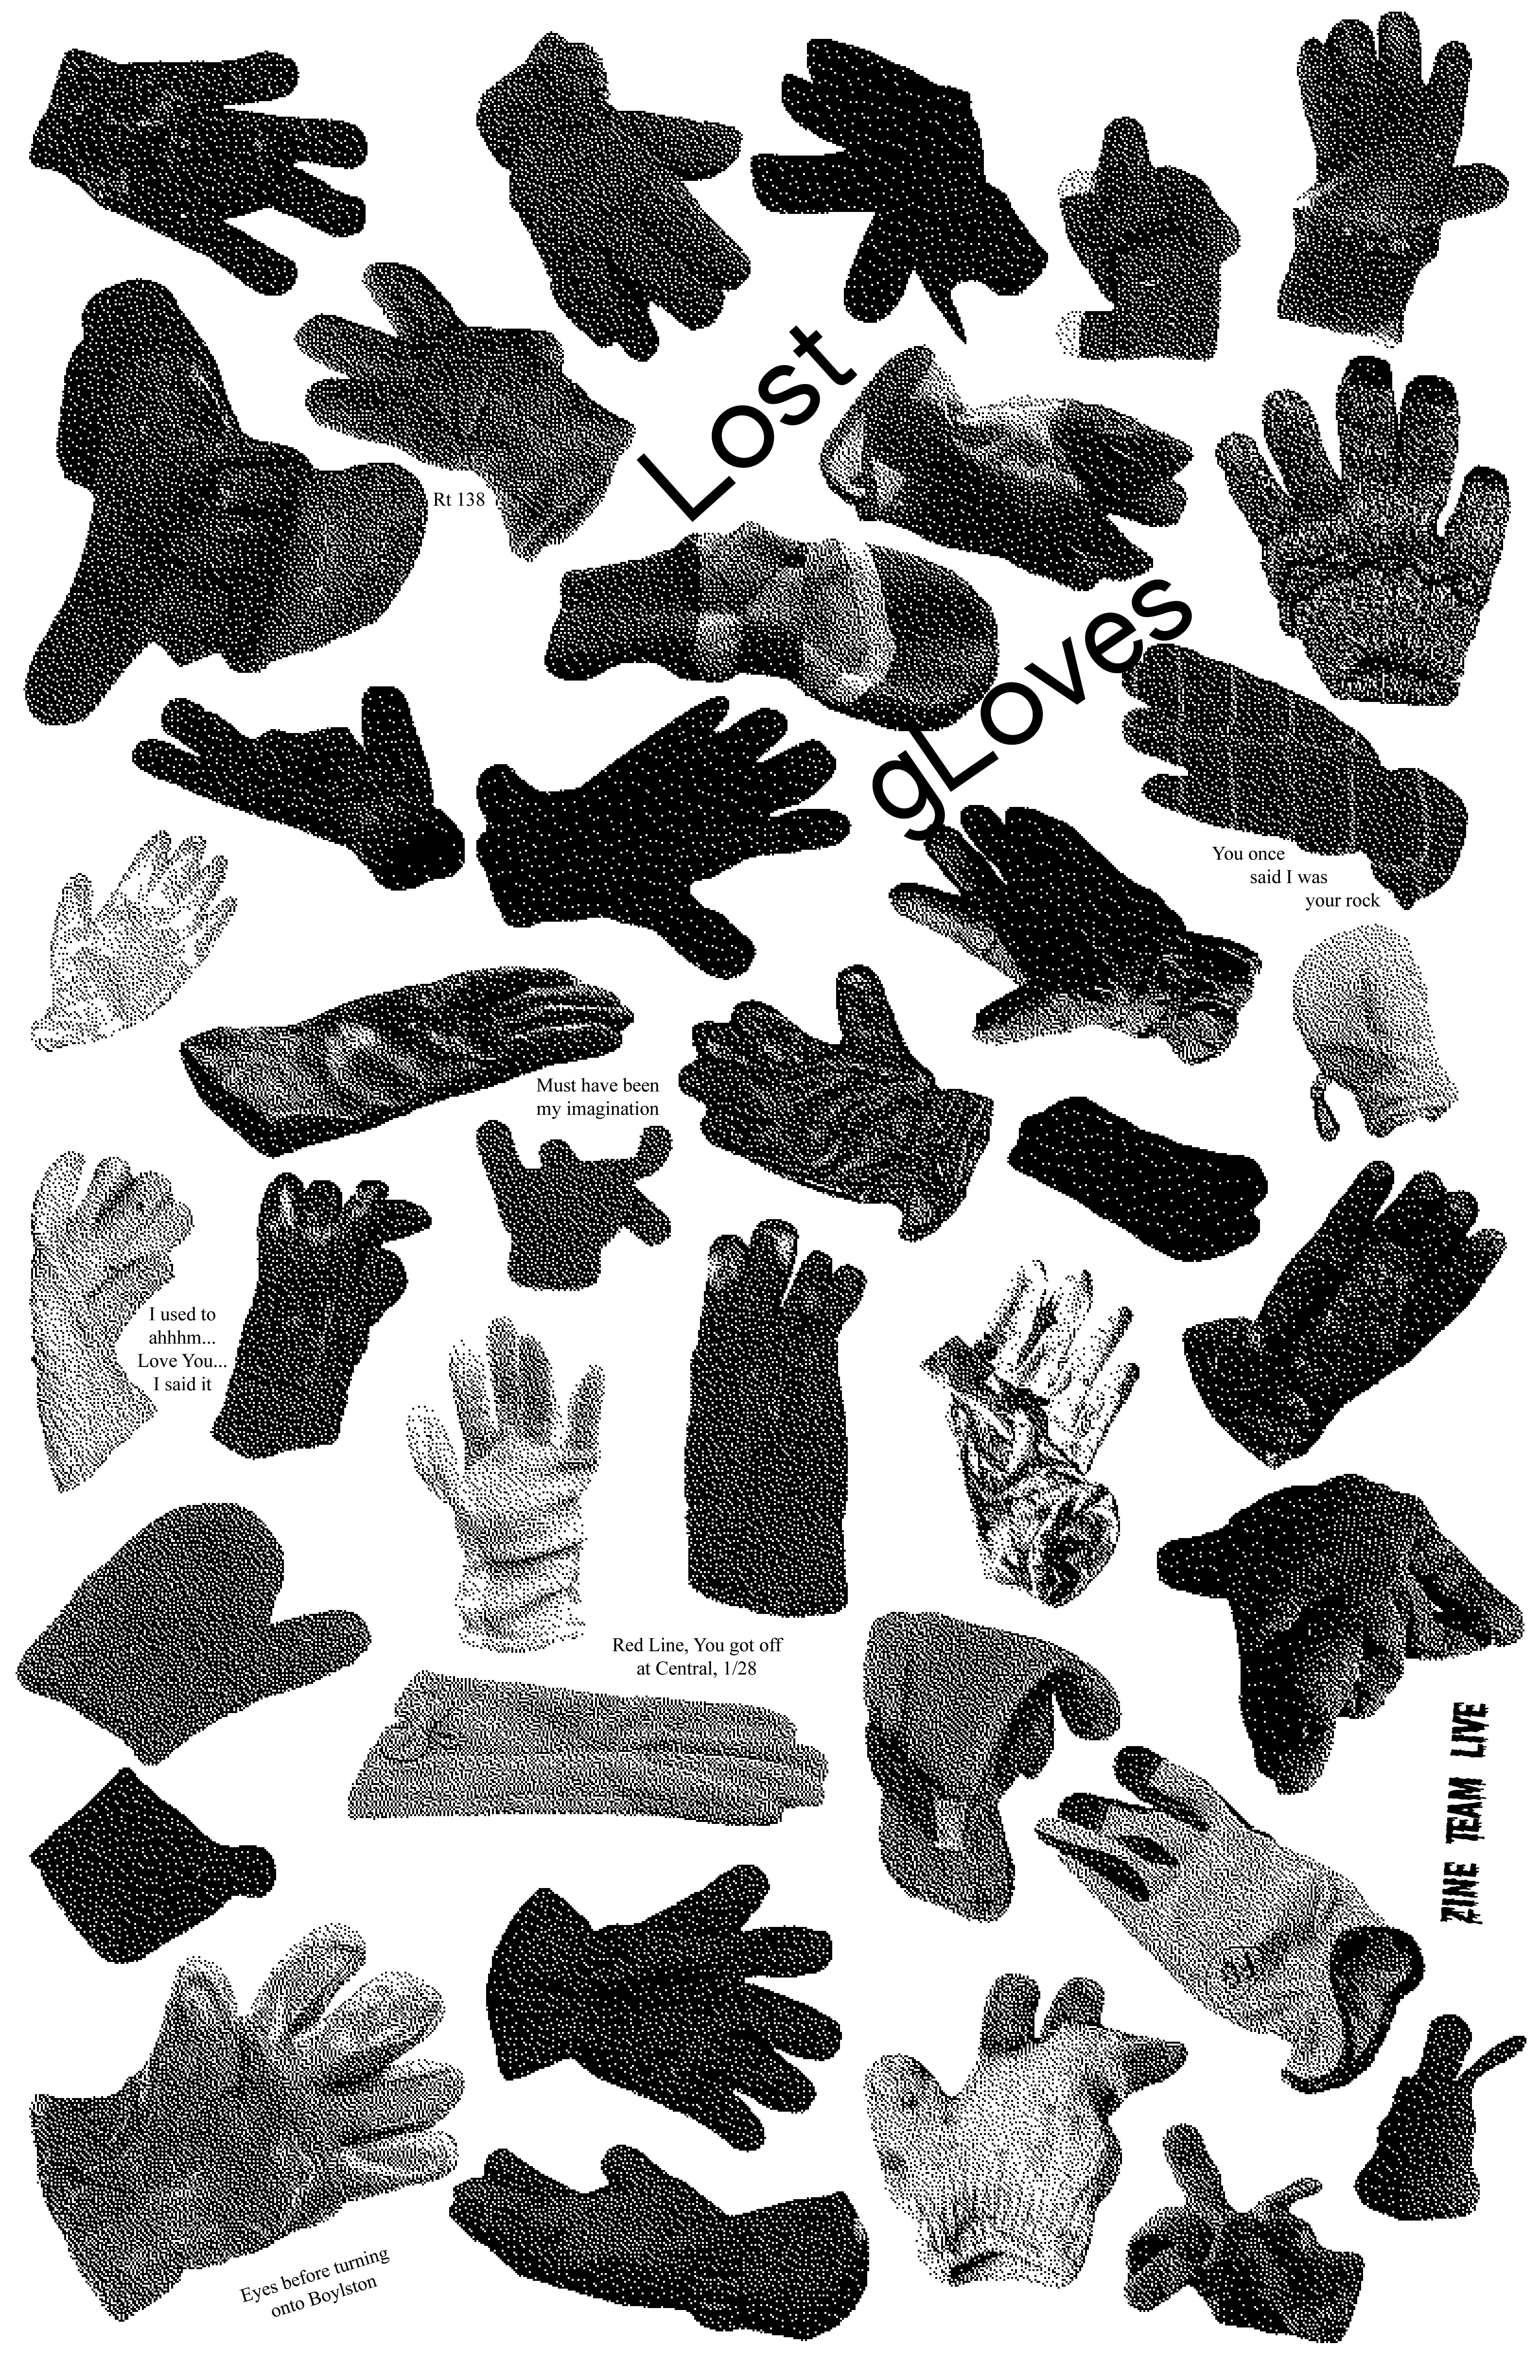 Lost
gLoves
Rt 138
You once
said I was
your rock
Must have been
my imagination
I used to
ahhhm...
Love You...
I said it
Red Line, You got off
at Central, 1/28
ZINE TEAM LIVE
Eyes before turning
onto Boylston